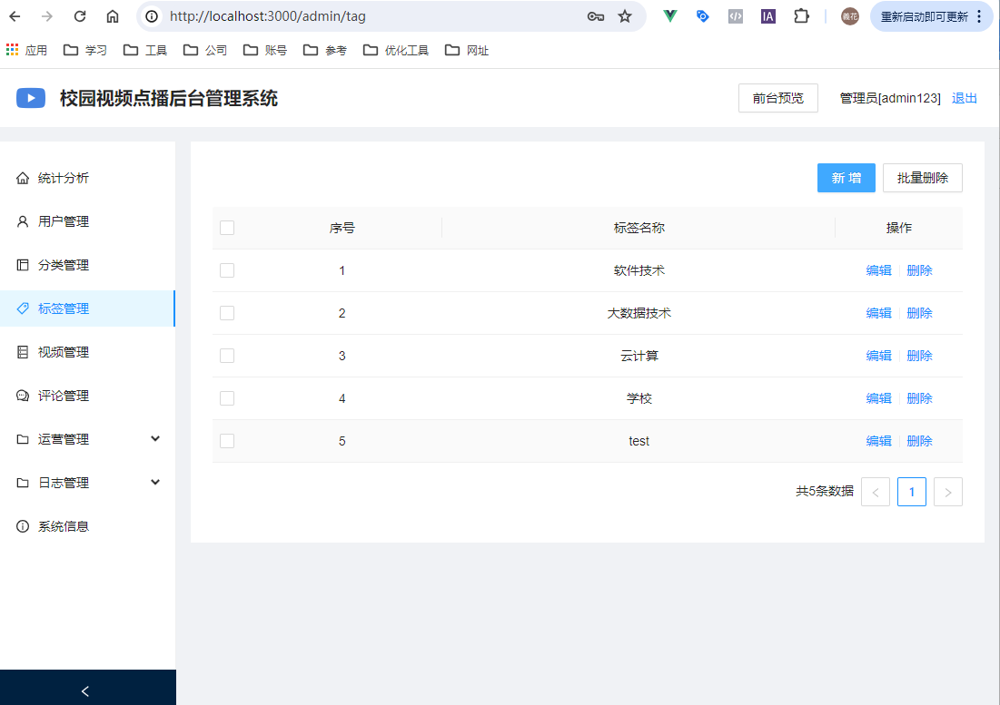 http://localhost:3000/admin/tag
IA
義花
重新启动即可更新
应用 学习 工具 公司 账号 参考 优化工具 网址
校园视频点播后台管理系统
前台预览 管理员[admin123] 退出
统计分析
用户管理
分类管理
标签管理
视频管理
评论管理
运营管理
日志管理
系统信息
新 增 批量删除
序号 标签名称 操作
1 软件技术 编辑 删除
2 大数据技术 编辑 删除
3 云计算 编辑 删除
4 学校 编辑 删除
5 test 编辑 删除
共5条数据 < 1 >